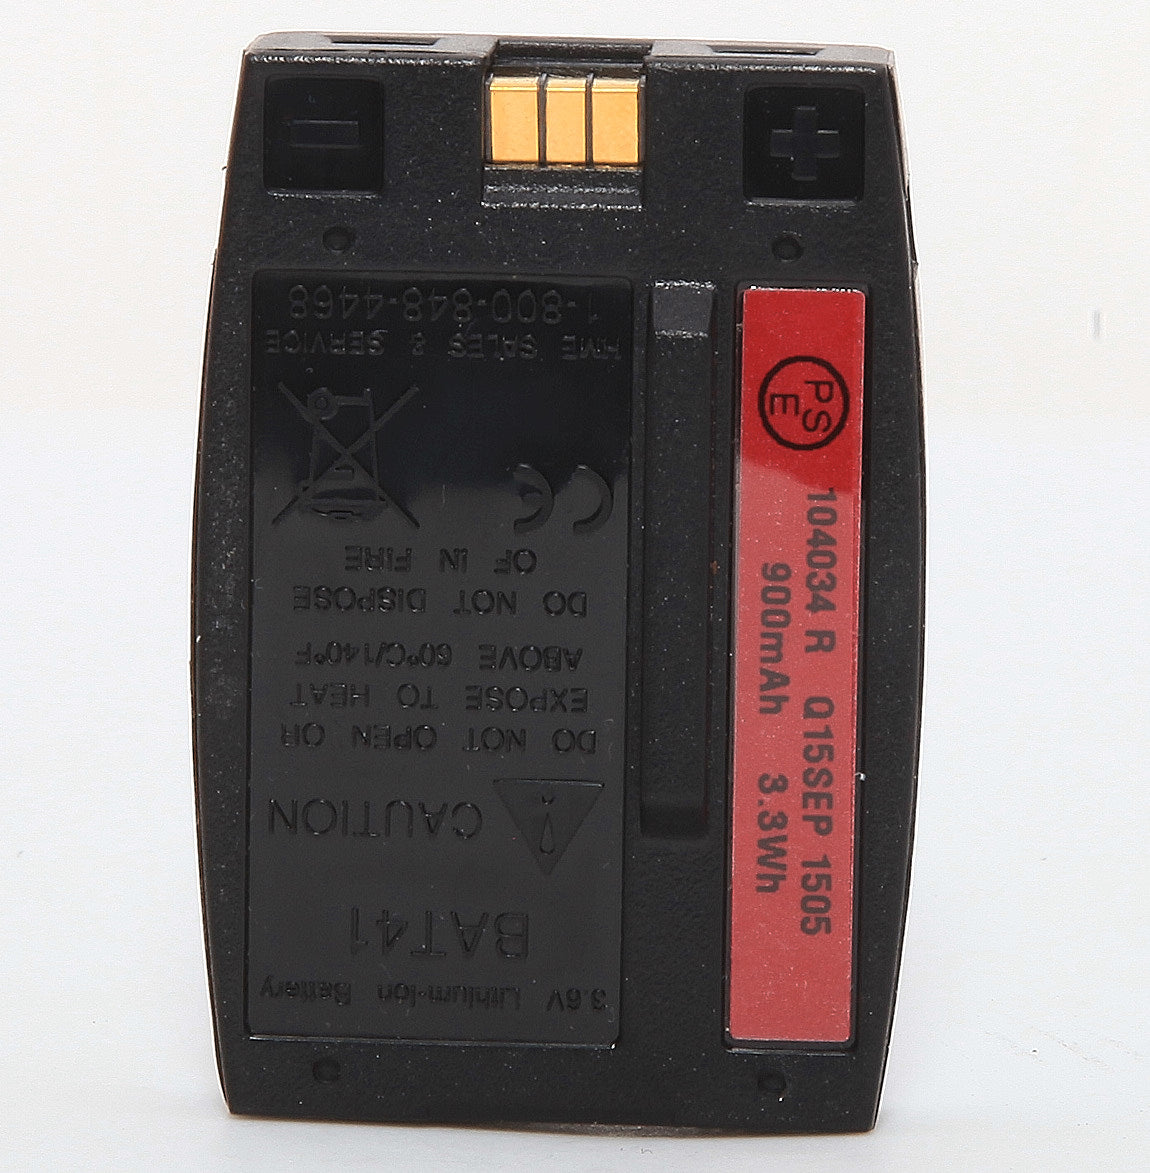 3.6V Lithium-Ion Battery
BAT41
CAUTION
DO NOT OPEN OR
EXPOSE TO HEAT
ABOVE 60°C/140°F
DO NOT DISPOSE
OF IN FIRE
CE
HME SALES & SERVICE
1-800-848-4468
PS
E
104034 R Q15SEP 1505
900mAh 3.3Wh